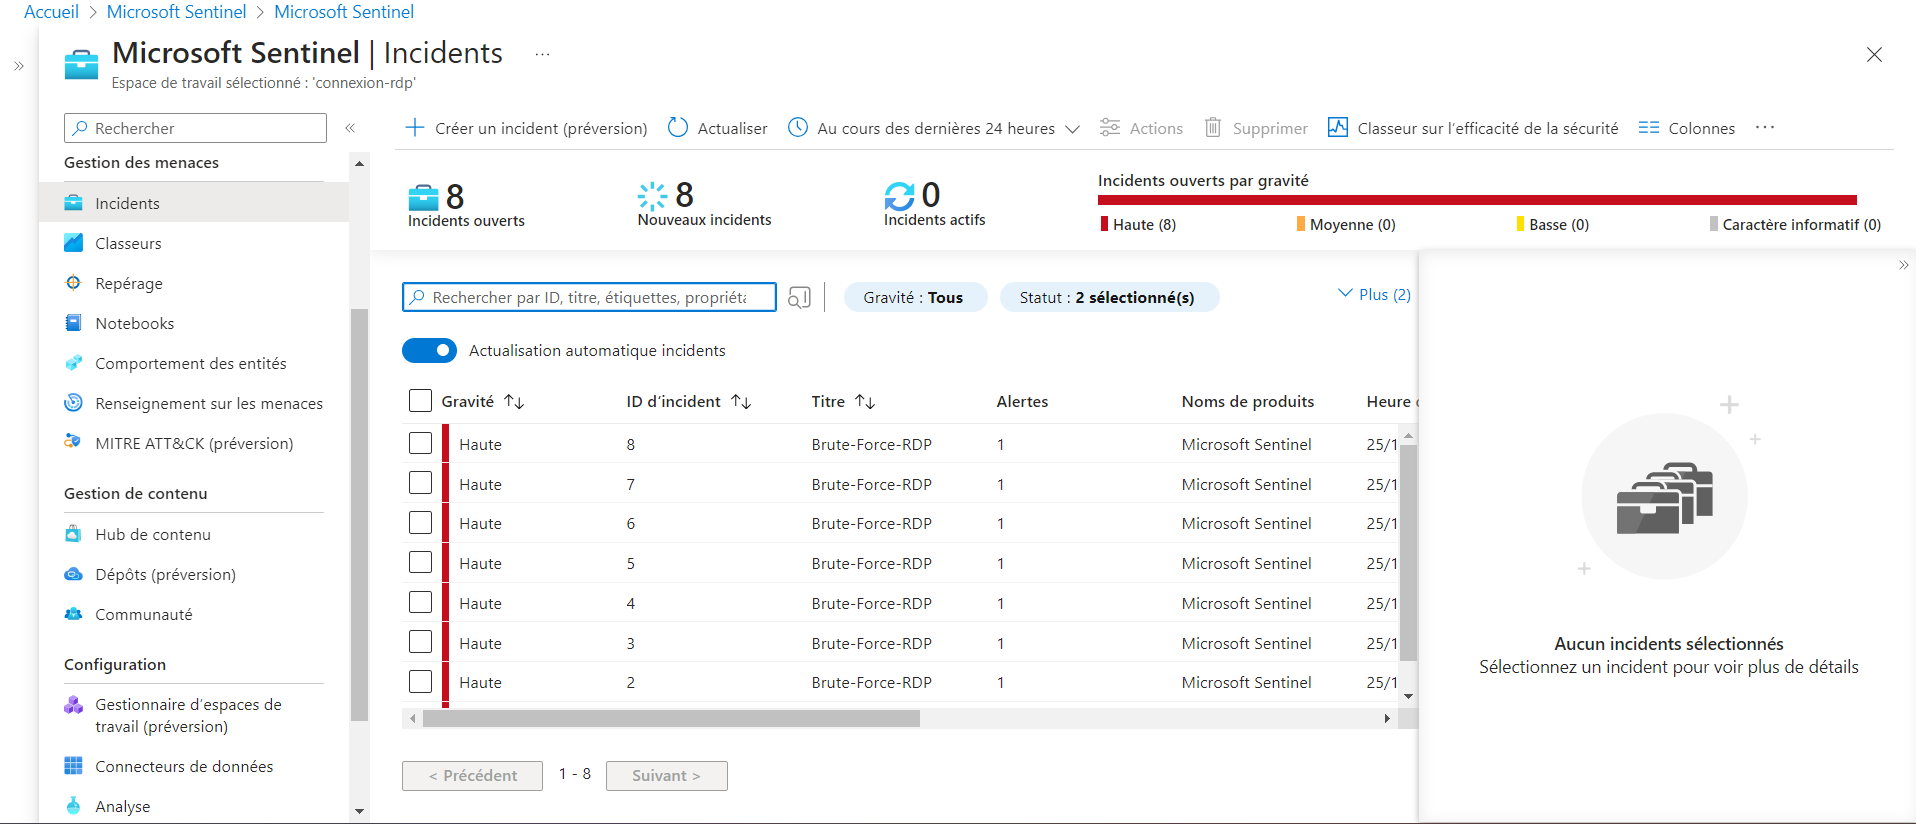 Accueil > Microsoft Sentinel > Microsoft Sentinel
Microsoft Sentinel | Incidents ...
Espace de travail sélectionné : 'connexion-rdp'
Rechercher
Gestion des menaces
Incidents
Classeurs
Repérage
Notebooks
Comportement des entités
Renseignement sur les menaces
MITRE ATT&CK (préversion)
Gestion de contenu
Hub de contenu
Dépôts (préversion)
Communauté
Configuration
Gestionnaire d'espaces de
travail (préversion)
Connecteurs de données
Analyse
Créer un incident (préversion) Actualiser Au cours des dernières 24 heures Actions Supprimer Classeur sur l'efficacité de la sécurité Colonnes ...
8
Incidents ouverts
8
Nouveaux incidents
0
Incidents actifs
Incidents ouverts par gravité
Haute (8) Moyenne (0) Basse (0) Caractère informatif (0)
Rechercher par ID, titre, étiquettes, propriéta
Gravité : Tous
Statut : 2 sélectionné(s)
Plus (2)
Actualisation automatique incidents
Gravité ID d'incident Titre Alertes Noms de produits Heure
Haute 8 Brute-Force-RDP 1 Microsoft Sentinel 25/1
Haute 7 Brute-Force-RDP 1 Microsoft Sentinel 25/1
Haute 6 Brute-Force-RDP 1 Microsoft Sentinel 25/1
Haute 5 Brute-Force-RDP 1 Microsoft Sentinel 25/1
Haute 4 Brute-Force-RDP 1 Microsoft Sentinel 25/1
Haute 3 Brute-Force-RDP 1 Microsoft Sentinel 25/1
Haute 2 Brute-Force-RDP 1 Microsoft Sentinel 25/1
< Précédent 1 - 8 Suivant >
Aucun incidents sélectionnés
Sélectionnez un incident pour voir plus de détails